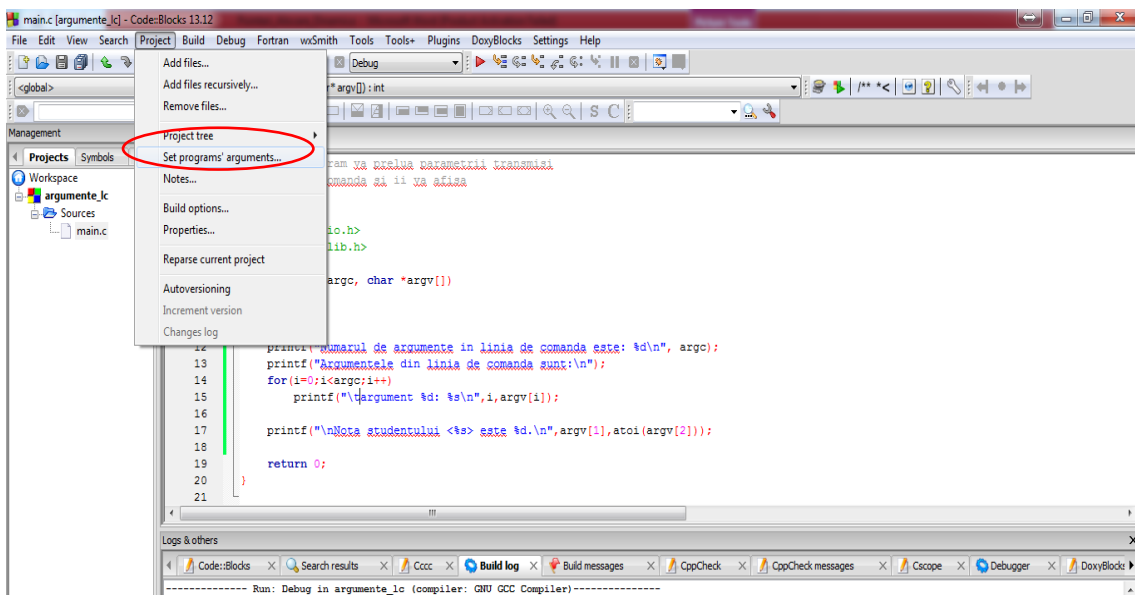 main.c [argumente_lc] - Code::Blocks 13.12
File Edit View Search Project Build Debug Fortran wxSmith Tools Tools+ Plugins DoxyBlocks Settings Help
Debug
<global>
r* argv[]) : int
/** *<
S C
Management
Projects Symbols
Workspace
argumente_lc
Sources
main.c
Add files...
Add files recursively...
Remove files...
Project tree
Set programs' arguments...
Notes...
Build options...
Properties...
Reparse current project
Autoversioning
Increment version
Changes log
ram va prelua parametrii transmisi
omanda si ii va afisa
io.h>
lib.h>
argc, char *argv[])
12 printf("Numarul de argumente in linia de comanda este: %d\n", argc);
13 printf("Argumentele din linia de comanda sunt:\n");
14 for(i=0;i<argc;i++)
15 printf("\targument %d: %s\n",i,argv[i]);
16
17 printf("\nNota studentului <%s> este %d.\n",argv[1],atoi(argv[2]));
18
19 return 0;
20 }
21
Logs & others
Code::Blocks X Search results X Cccc X Build log X Build messages X CppCheck X CppCheck messages X Cscope X Debugger X DoxyBlocks
-------------- Run: Debug in argumente_lc (compiler: GNU GCC Compiler)---------------